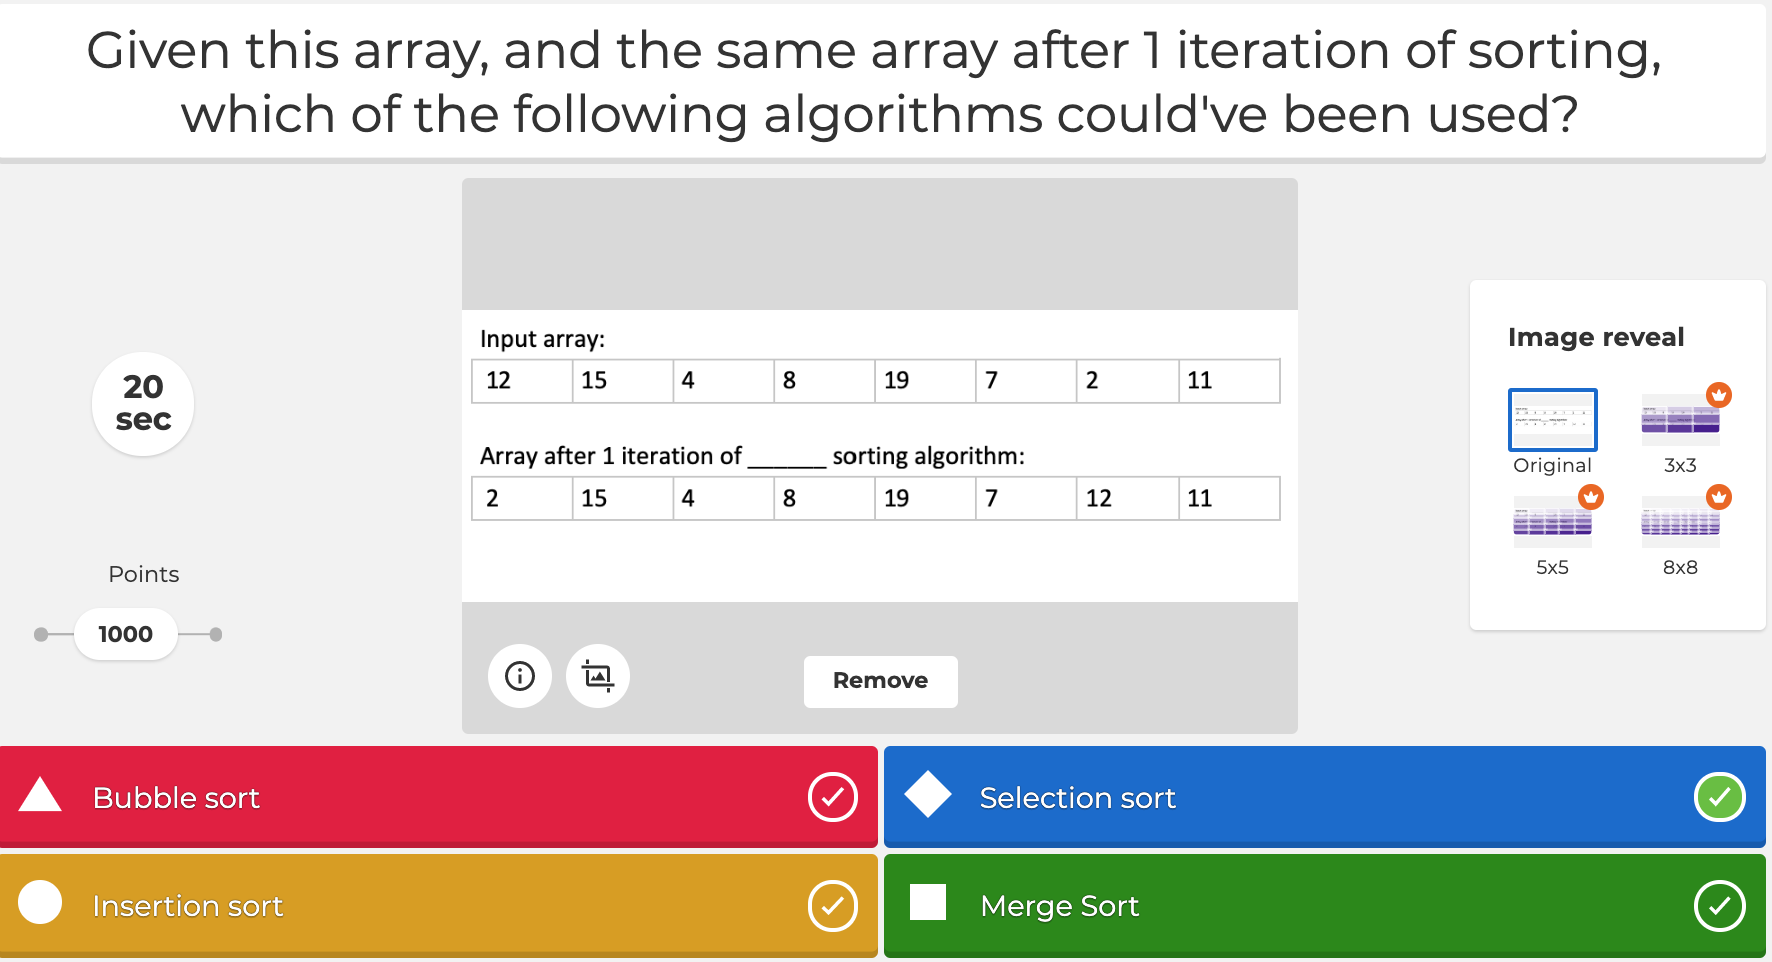 Given this array, and the same array after 1 iteration of sorting,
which of the following algorithms could've been used?
20
sec
Points
1000
Input array:
12 15 4 8 19 7 2 11
Array after 1 iteration of ______ sorting algorithm:
2 15 4 8 19 7 12 11
Remove
Image reveal
Original
3x3
5x5
8x8
Bubble sort
Selection sort
Insertion sort
Merge Sort